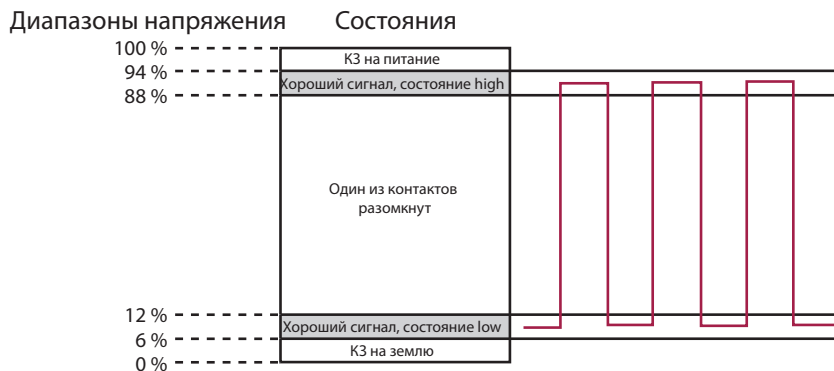 Диапазоны напряжения Состояния
100 %
КЗ на питание
94 %
Хороший сигнал, состояние high
88 %
Один из контактов
разомкнут
12 %
Хороший сигнал, состояние low
6 %
КЗ на землю
0 %